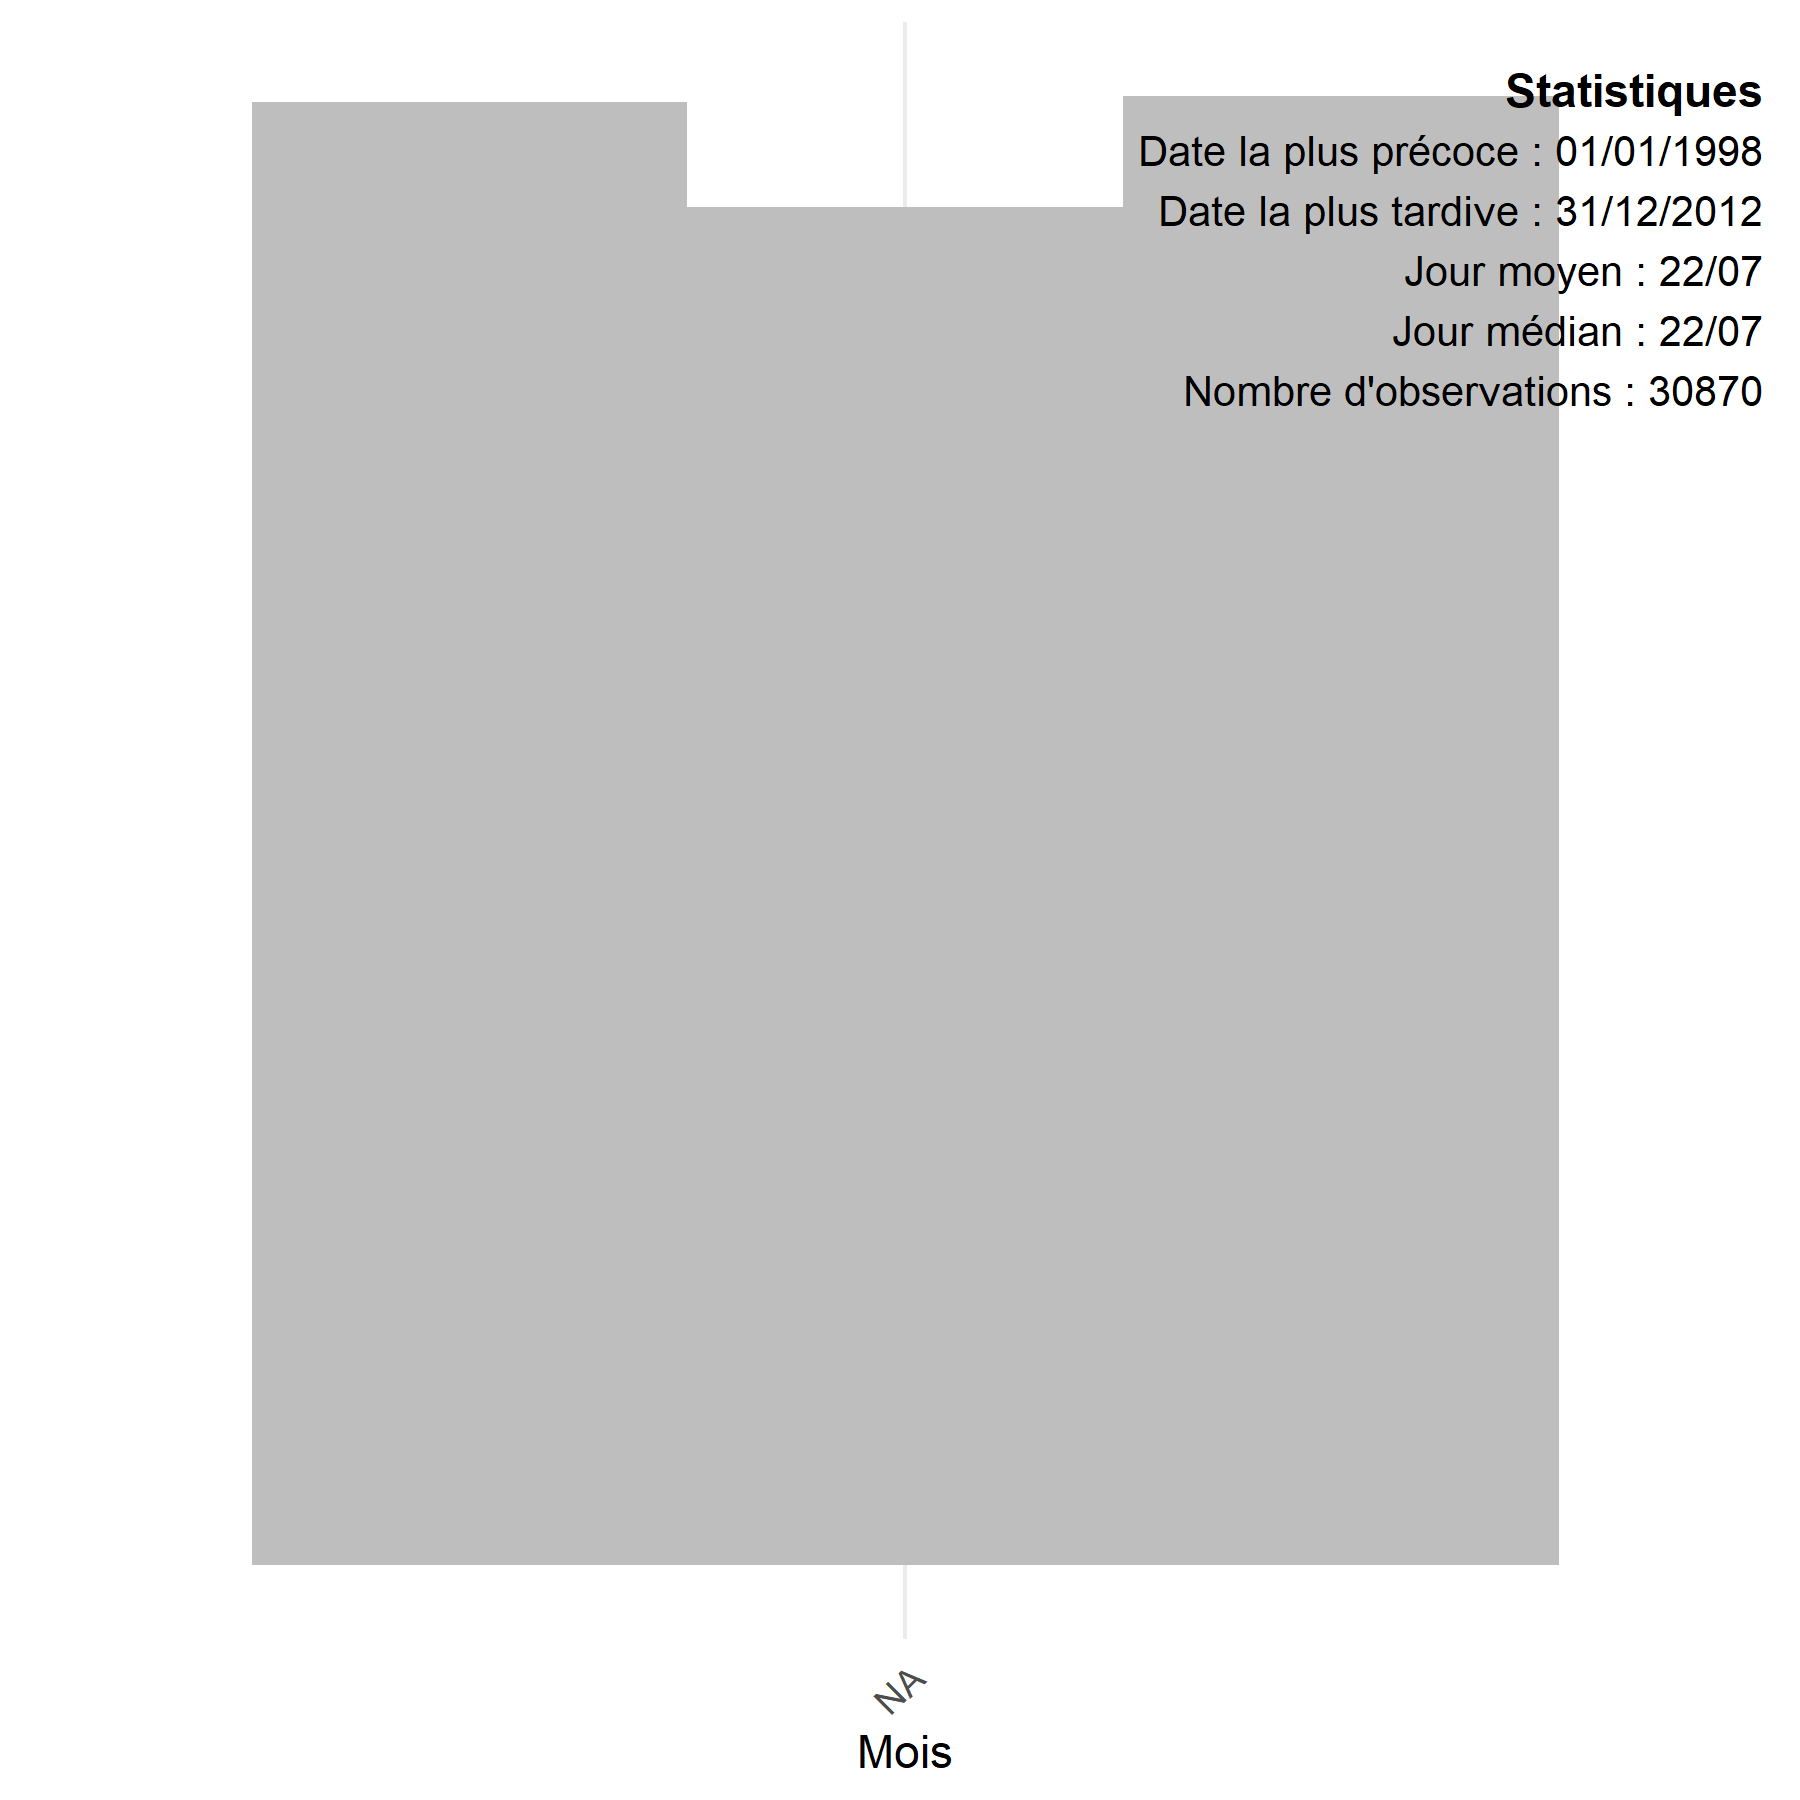 Statistiques
Date la plus précoce : 01/01/1998
Date la plus tardive : 31/12/2012
Jour moyen : 22/07
Jour médian : 22/07
Nombre d'observations : 30870
NA
Mois